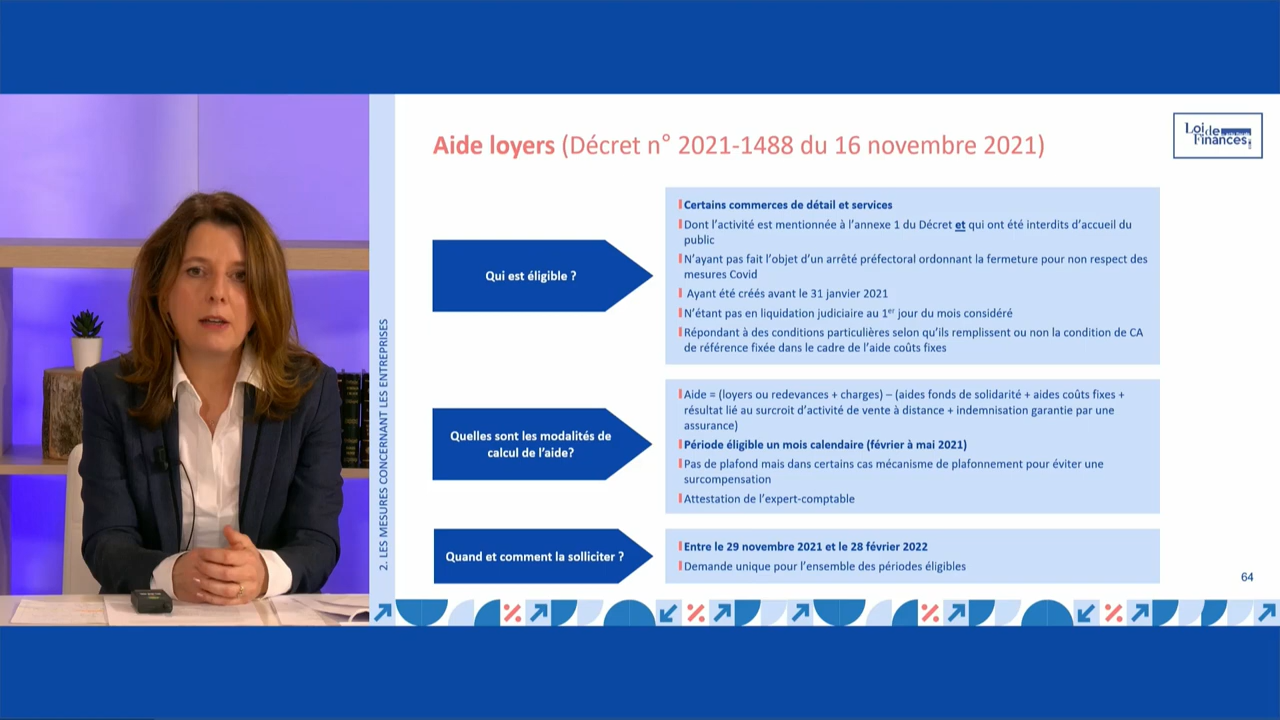 Aide loyers (Décret n° 2021-1488 du 16 novembre 2021)
Loi de
Finances
2. LES MESURES CONCERNANT LES ENTREPRISES
Qui est éligible ?
Certains commerces de détail et services
Dont l'activité est mentionnée à l'annexe 1 du Décret et qui ont été interdits d'accueil du
public
N'ayant pas fait l'objet d'un arrêté préfectoral ordonnant la fermeture pour non respect des
mesures Covid
Ayant été créés avant le 31 janvier 2021
N'étant pas en liquidation judiciaire au 1er jour du mois considéré
Répondant à des conditions particulières selon qu'ils remplissent ou non la condition de CA
de référence fixée dans le cadre de l'aide coûts fixes
Quelles sont les modalités de
calcul de l'aide?
Aide = (loyers ou redevances + charges) – (aides fonds de solidarité + aides coûts fixes +
résultat lié au surcroit d'activité de vente à distance + indemnisation garantie par une
assurance)
Période éligible un mois calendaire (février à mai 2021)
Pas de plafond mais dans certains cas mécanisme de plafonnement pour éviter une
surcompensation
Attestation de l'expert-comptable
Quand et comment la solliciter ?
Entre le 29 novembre 2021 et le 28 février 2022
Demande unique pour l'ensemble des périodes éligibles
64